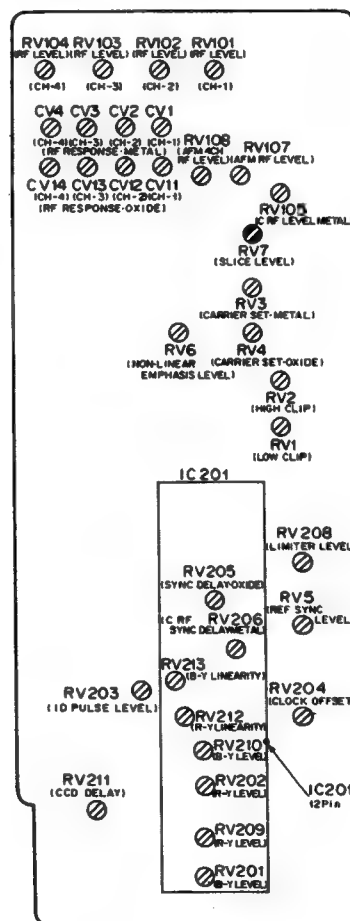 RV104 RV103 RV102 RV101
(RF LEVEL)(RF LEVEL) (RF LEVEL) (RF LEVEL)
(CH-4) (CH-3) (CH-2) (CH-1)
CV4 CV3 CV2 CV1
(CH-4)(CH-3) (CH-2) (CH-1)
(RF RESPONSE·METAL)
RV108
(AFM 4CH
RF LEVEL)
RV107
(AFM RF LEVEL)
CV14 CV13 CV12 CV11
(CH-4) (CH-3) (CH-2)(CH-1)
(RF RESPONSE·OXIDE)
RV105
(C RF LEVEL METAL)
RV7
(SLICE LEVEL)
RV3
(CARRIER SET·METAL)
RV6
(NON-LINEAR
EMPHASIS LEVEL)
RV4
(CARRIER SET·OXIDE)
RV2
(HIGH CLIP)
RV1
(LOW CLIP)
IC201
RV208
(LIMITER LEVEL)
RV205
(SYNC DELAY·OXIDE)
RV5
(REF SYNC
LEVEL)
(C RF RV206
SYNC DELAY METAL)
RV213
(B-Y LINEARITY)
RV203
(ID PULSE LEVEL)
RV204
(CLOCK OFFSET)
RV212
(R-Y LINEARITY)
RV210
(B-Y LEVEL)
RV211
(CCD DELAY)
RV202
(R-Y LEVEL)
IC201
12Pin
RV209
(R-Y LEVEL)
RV201
(B-Y LEVEL)